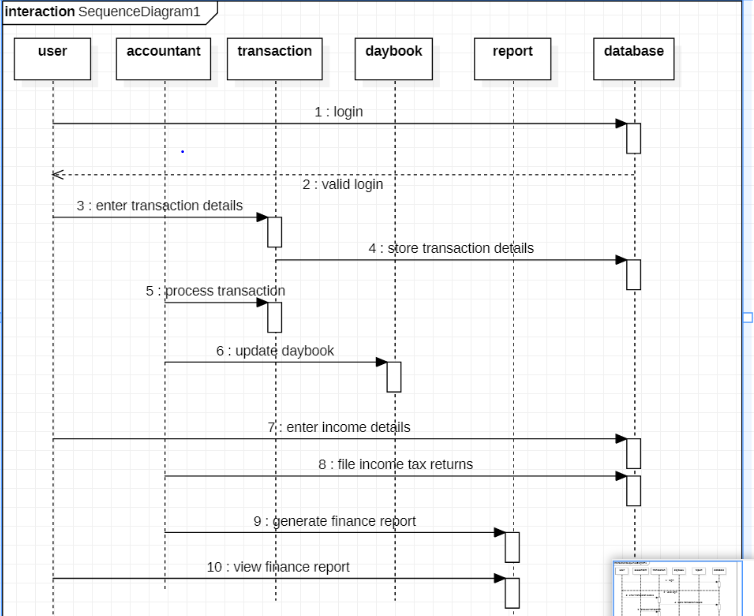 interaction SequenceDiagram1
user accountant transaction daybook report database
1 : login
2 : valid login
3 : enter transaction details
4 : store transaction details
5 : process transaction
6 : update daybook
7 : enter income details
8 : file income tax returns
9 : generate finance report
10 : view finance report